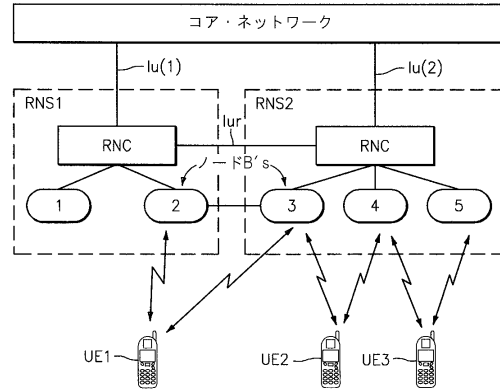 コア・ネットワーク
Iu(1)
Iu(2)
RNS1
RNS2
Iur
RNC
RNC
ノードB's
1
2
3
4
5
UE1
UE2
UE3